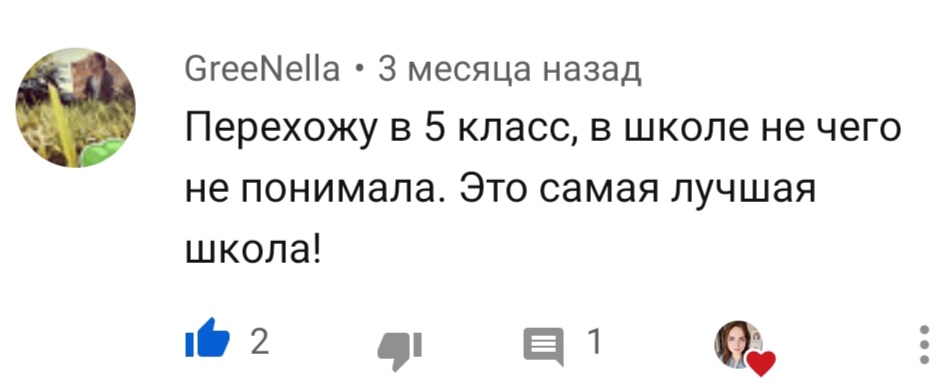 GreeNella • 3 месяца назад
Перехожу в 5 класс, в школе не чего
не понимала. Это самая лучшая
школа!
2 1